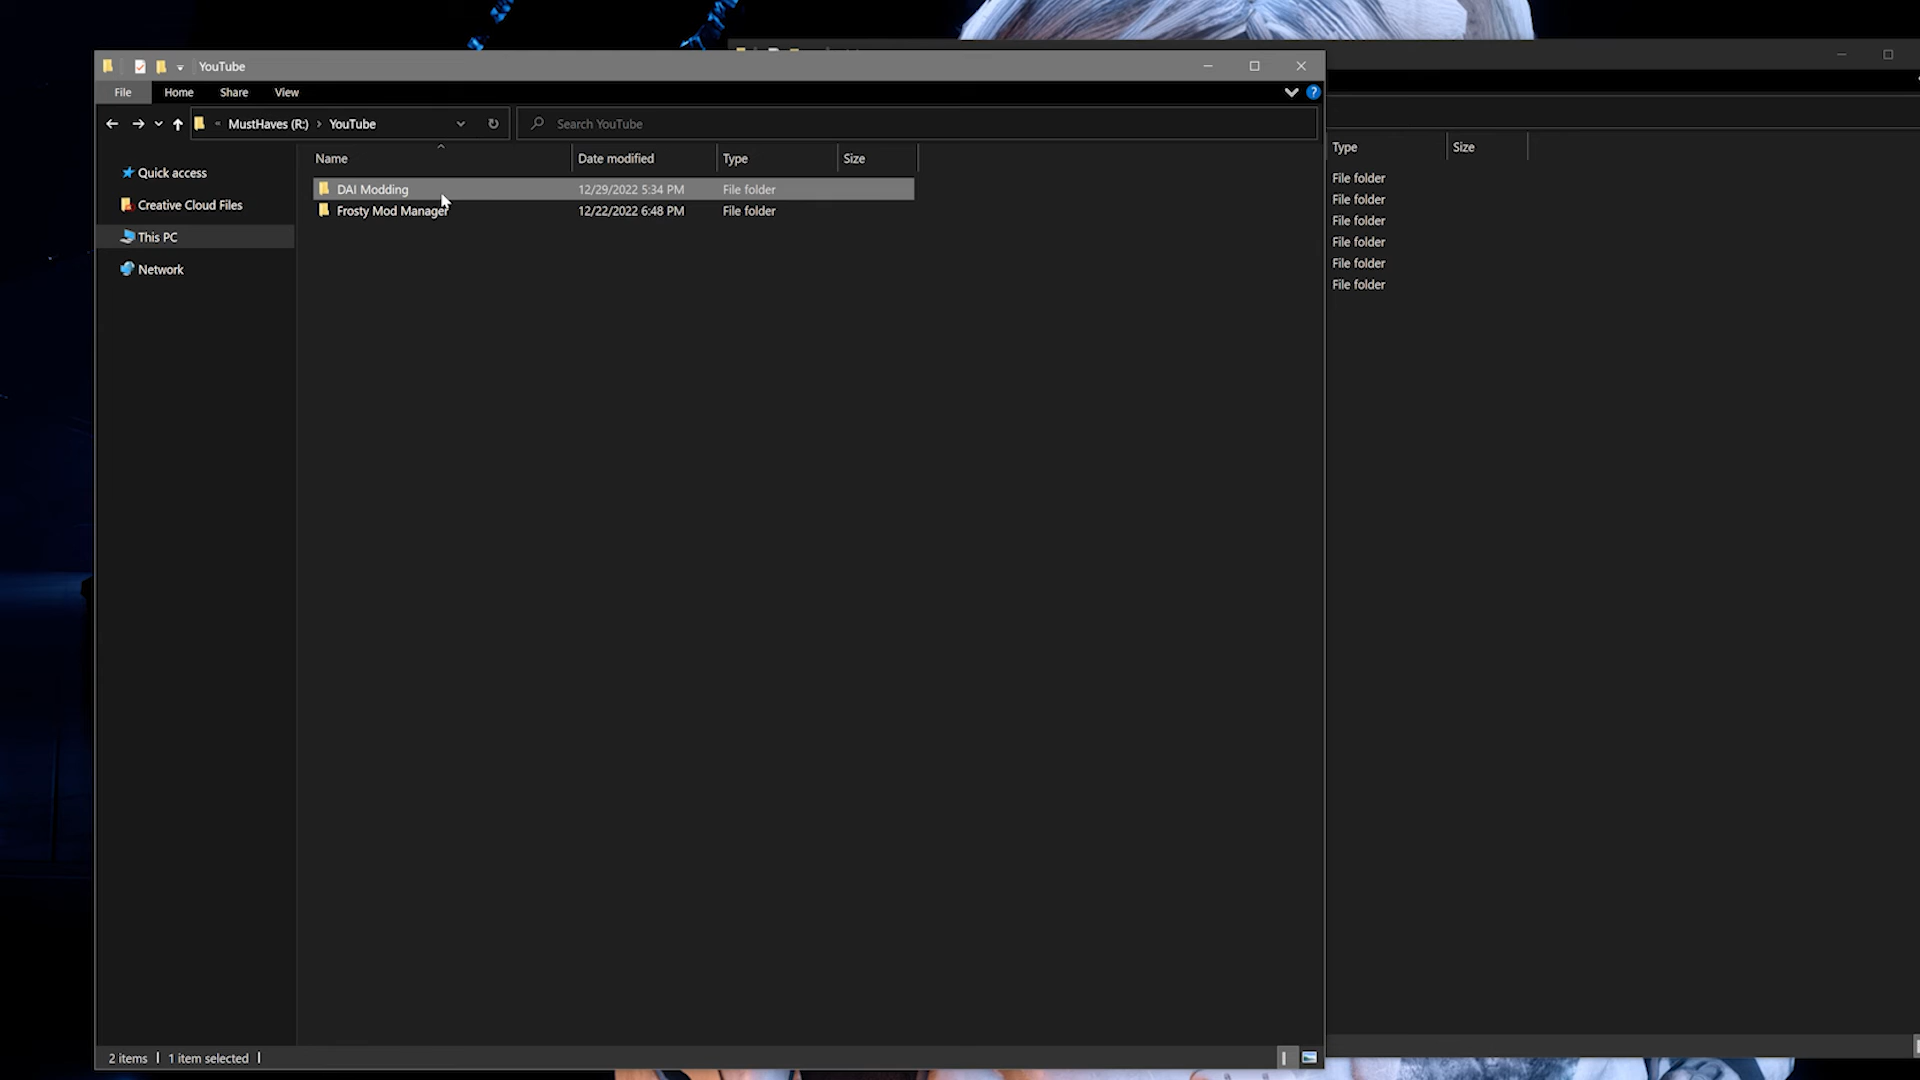 YouTube
File Home Share View
« MustHaves (R:) › YouTube
Search YouTube
Name Date modified Type Size
DAI Modding 12/29/2022 5:34 PM File folder
Frosty Mod Manager 12/22/2022 6:48 PM File folder
Quick access
Creative Cloud Files
This PC
Network
2 items 1 item selected
Type Size
File folder
File folder
File folder
File folder
File folder
File folder